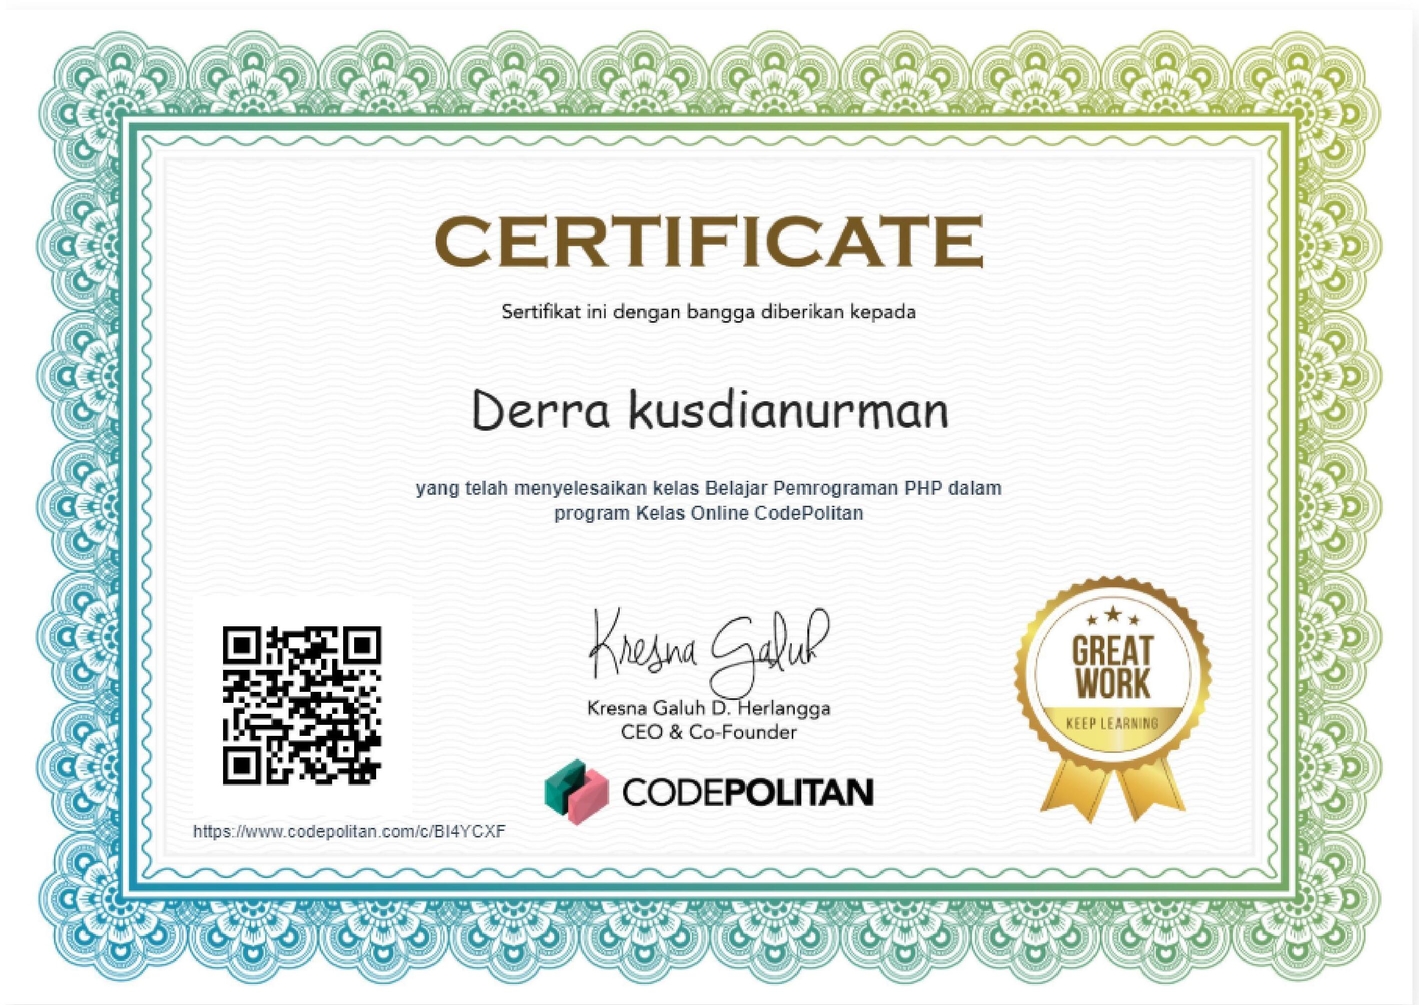 CERTIFICATE
Sertifikat ini dengan bangga diberikan kepada
Derra kusdianurman
yang telah menyelesaikan kelas Belajar Pemrograman PHP dalam
program Kelas Online CodePolitan
Kresna Galuh
Kresna Galuh D. Herlangga
CEO & Co-Founder
CODEPOLITAN
https://www.codepolitan.com/c/BI4YCXF
GREAT
WORK
KEEP LEARNING